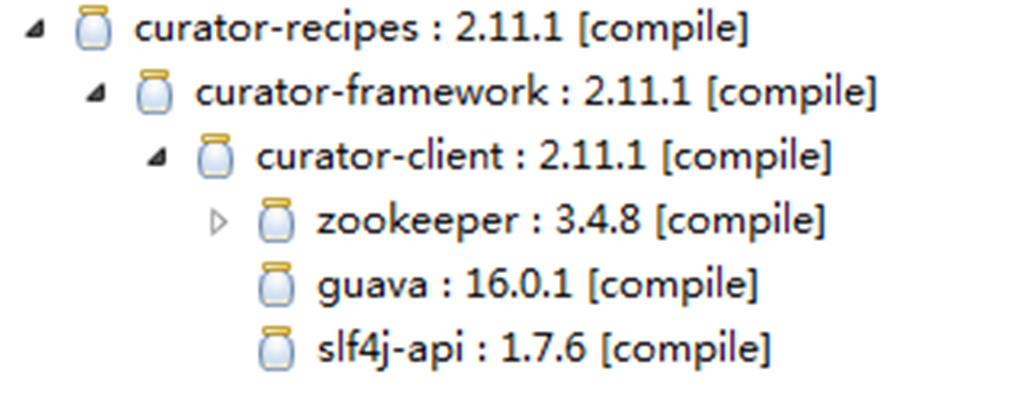 curator-recipes : 2.11.1 [compile]
curator-framework : 2.11.1 [compile]
curator-client : 2.11.1 [compile]
zookeeper : 3.4.8 [compile]
guava : 16.0.1 [compile]
slf4j-api : 1.7.6 [compile]